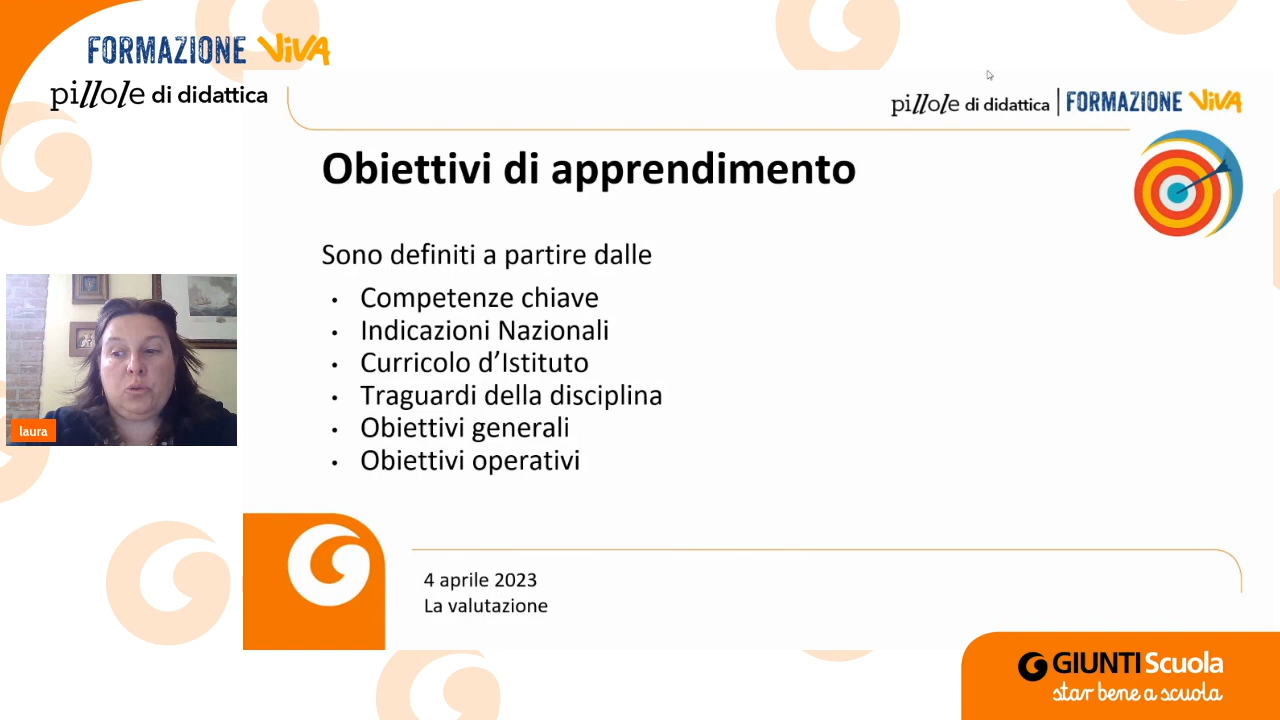 FORMAZIONE VIVA
pillole di didattica
pillole di didattica | FORMAZIONE VIVA
Obiettivi di apprendimento
Sono definiti a partire dalle
• Competenze chiave
• Indicazioni Nazionali
• Curricolo d’Istituto
• Traguardi della disciplina
• Obiettivi generali
• Obiettivi operativi
laura
4 aprile 2023
La valutazione
GIUNTI Scuola
star bene a scuola